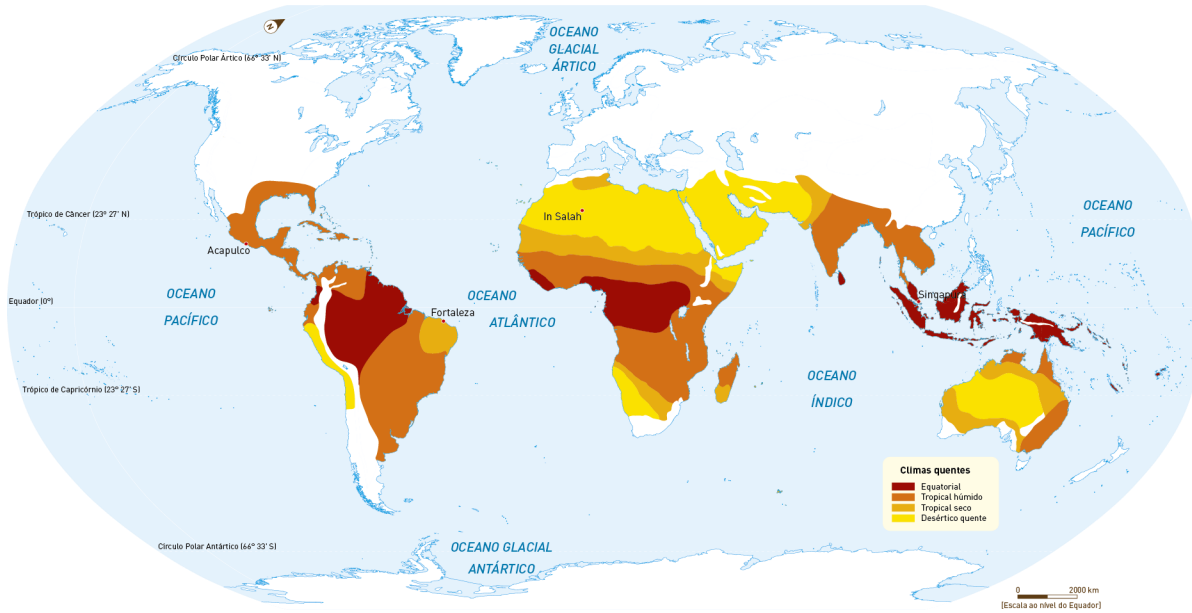 N
OCEANO
GLACIAL
ÁRTICO
Círculo Polar Ártico (66° 33' N)
Trópico de Câncer (23° 27' N)
OCEANO
PACÍFICO
In Salah
Acapulco
OCEANO
PACÍFICO
Equador (0°)
OCEANO
ATLÂNTICO
Singapura
Fortaleza
Trópico de Capricórnio (23° 27' S)
OCEANO
ÍNDICO
Climas quentes
Equatorial
Tropical húmido
Tropical seco
Desértico quente
Círculo Polar Antártico (66° 33' S)
OCEANO GLACIAL
ANTÁRTICO
0 2000 km
[Escala ao nível do Equador]